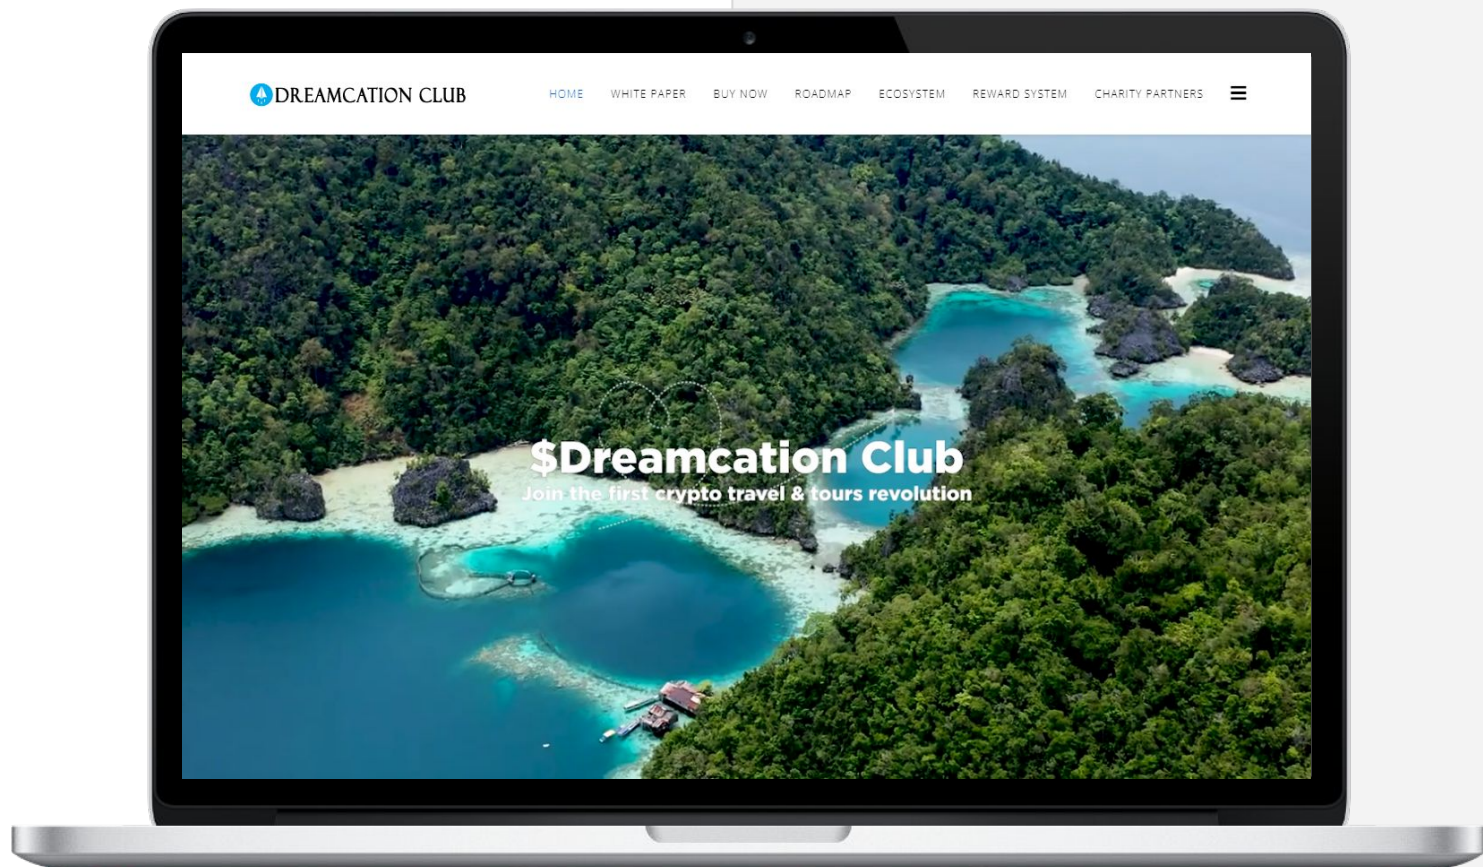 DREAMCATION CLUB
HOME WHITE PAPER BUY NOW ROADMAP ECOSYSTEM REWARD SYSTEM CHARITY PARTNERS
$Dreamcation Club
Join the first crypto travel & tours revolution